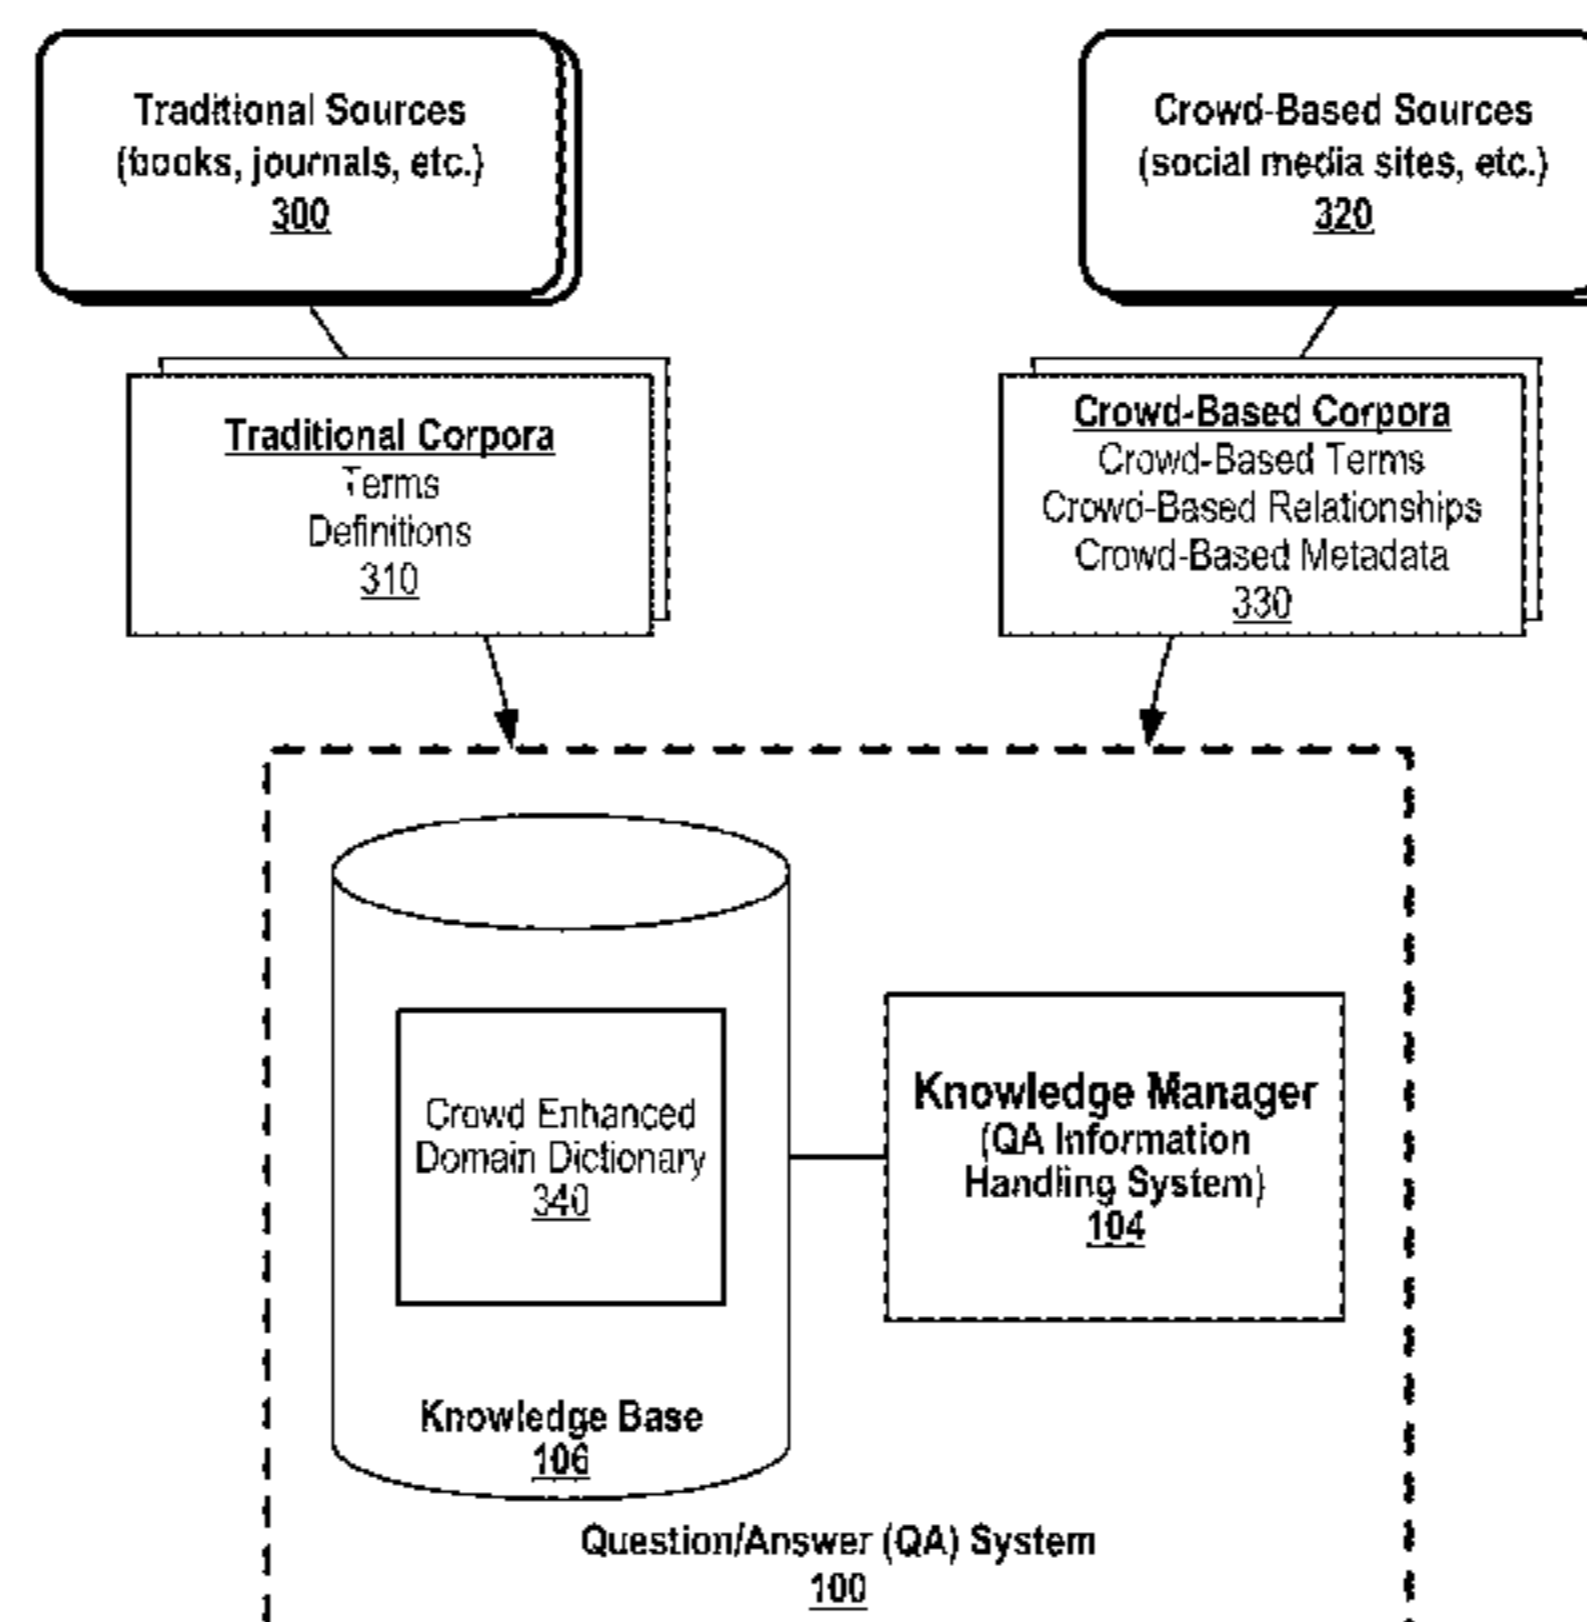 Traditional Sources
(books, journals, etc.)
300
Crowd-Based Sources
(social media sites, etc.)
320
Traditional Corpora
Terms
Definitions
310
Crowd-Based Corpora
Crowd-Based Terms
Crowd-Based Relationships
Crowd-Based Metadata
330
Crowd Enhanced
Domain Dictionary
340
Knowledge Manager
(QA Information
Handling System)
104
Knowledge Base
106
Question/Answer (QA) System
100